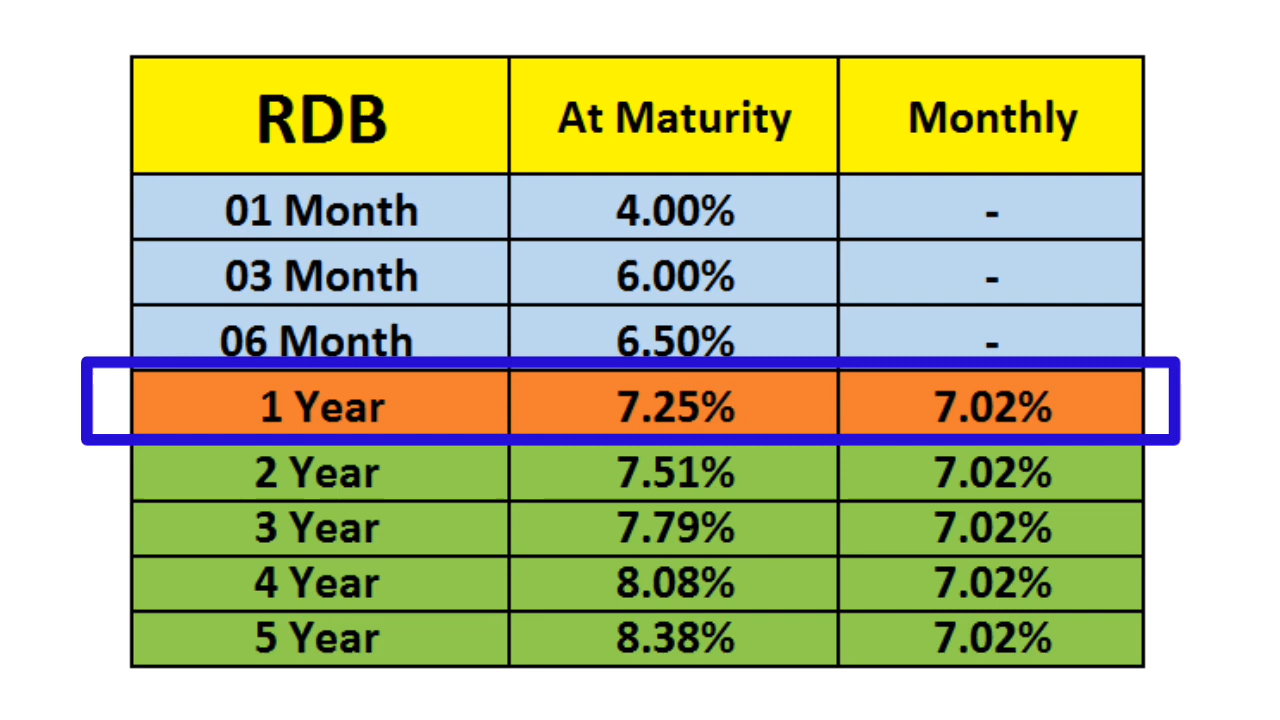 RDB At Maturity Monthly
01 Month 4.00% -
03 Month 6.00% -
06 Month 6.50% -
1 Year 7.25% 7.02%
2 Year 7.51% 7.02%
3 Year 7.79% 7.02%
4 Year 8.08% 7.02%
5 Year 8.38% 7.02%